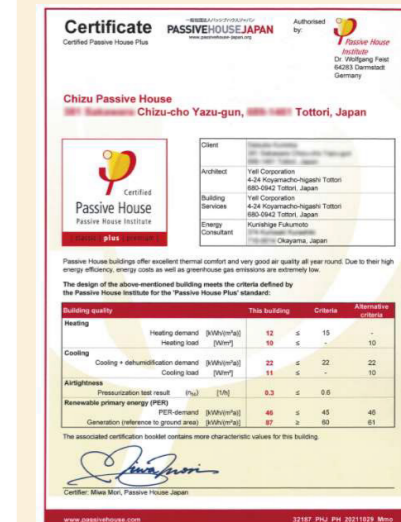 Certificate
Certified Passive House Plus
PASSIVEHOUSEJAPAN
www.passivehouse-japan.org
Authorised
by:
Passive House
Institute
Dr. Wolfgang Feist
64283 Darmstadt
Germany
Chizu Passive House
Chizu-cho Yazu-gun, Tottori, Japan
Certified
Passive House
Passive House Institute
plus
Client
Architect Yell Corporation
4-24 Koyamacho-higashi Tottori
680-0942 Tottori, Japan
Building Yell Corporation
Services 4-24 Koyamacho-higashi Tottori
680-0942 Tottori, Japan
Energy Kunishige Fukumoto
Consultant
Okayama, Japan
Passive House buildings offer excellent thermal comfort and very good air quality all year round. Due to their high
energy efficiency, energy costs as well as greenhouse gas emissions are extremely low.
The design of the above-mentioned building meets the criteria defined by
the Passive House Institute for the 'Passive House Plus' standard:
Building quality This building Criteria Alternative
criteria
Heating
Heating demand [kWh/(m²a)] 12 ≤ 15 -
Heating load [W/m²] 10 ≤ - 10
Cooling
Cooling + dehumidification demand [kWh/(m²a)] 22 ≤ 22 22
Cooling load [W/m²] 11 ≤ - 10
Airtightness
Pressurization test result (n₅₀) [1/h] 0.3 ≤ 0.6
Renewable primary energy (PER)
PER-demand [kWh/(m²a)] 46 ≤ 45 46
Generation (reference to ground area) [kWh/(m²a)] 87 ≥ 60 61
The associated certification booklet contains more characteristic values for this building.
Certifier: Miwa Mori, Passive House Japan
www.passivehouse.com 32187_PHJ_PH_20211029_Mmo